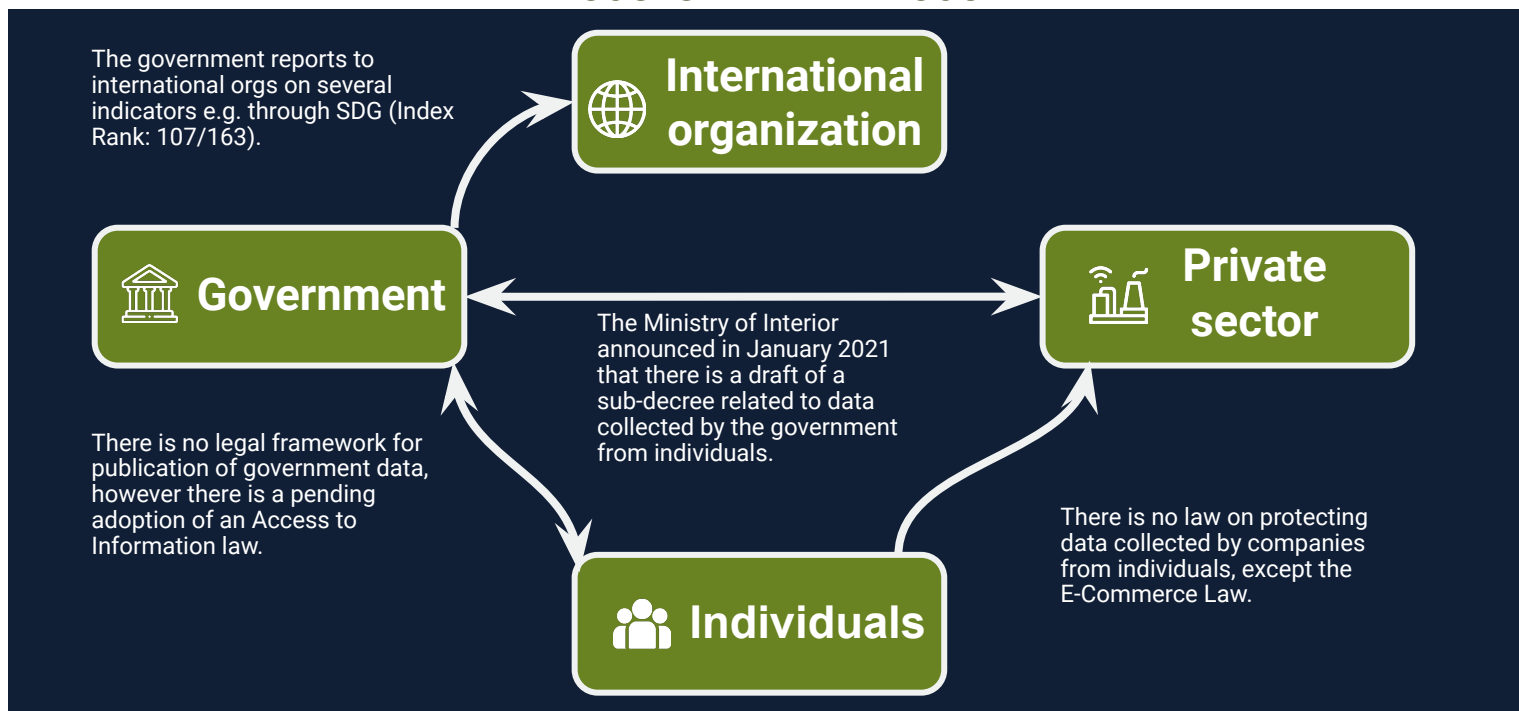 The government reports to
international orgs on several
indicators e.g. through SDG (Index
Rank: 107/163).
International
organization
Government
Private
sector
The Ministry of Interior
announced in January 2021
that there is a draft of a
sub-decree related to data
collected by the government
from individuals.
There is no legal framework for
publication of government data,
however there is a pending
adoption of an Access to
Information law.
There is no law on protecting
data collected by companies
from individuals, except the
E-Commerce Law.
Individuals